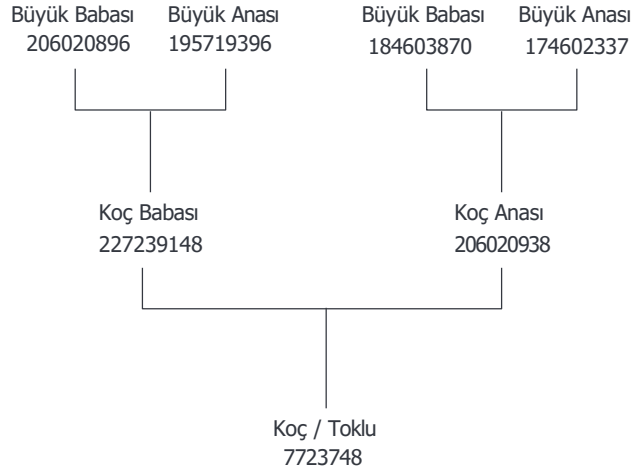 Büyük Babası Büyük Anası Büyük Babası Büyük Anası
206020896 195719396 184603870 174602337
Koç Babası Koç Anası
227239148 206020938
Koç / Toklu
7723748